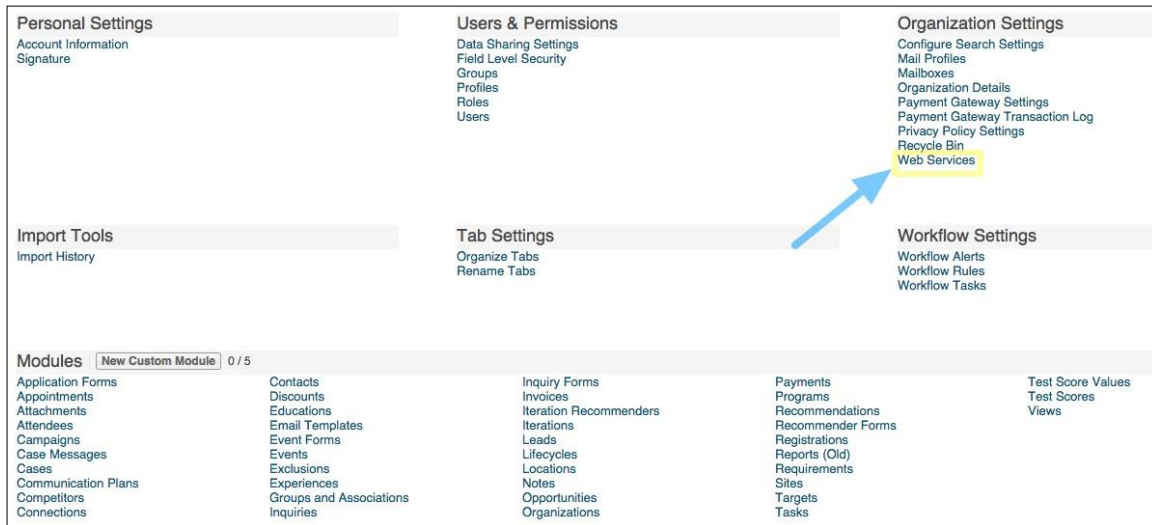 Personal Settings
Account Information
Signature
Users & Permissions
Data Sharing Settings
Field Level Security
Groups
Profiles
Roles
Users
Organization Settings
Configure Search Settings
Mail Profiles
Mailboxes
Organization Details
Payment Gateway Settings
Payment Gateway Transaction Log
Privacy Policy Settings
Recycle Bin
Web Services
Import Tools
Import History
Tab Settings
Organize Tabs
Rename Tabs
Workflow Settings
Workflow Alerts
Workflow Rules
Workflow Tasks
Modules New Custom Module 0 / 5
Application Forms
Appointments
Attachments
Attendees
Campaigns
Case Messages
Cases
Communication Plans
Competitors
Connections
Contacts
Discounts
Educations
Email Templates
Event Forms
Events
Exclusions
Experiences
Groups and Associations
Inquiries
Inquiry Forms
Invoices
Iteration Recommenders
Iterations
Leads
Lifecycles
Locations
Notes
Opportunities
Organizations
Payments
Programs
Recommendations
Recommender Forms
Registrations
Reports (Old)
Requirements
Sites
Targets
Tasks
Test Score Values
Test Scores
Views